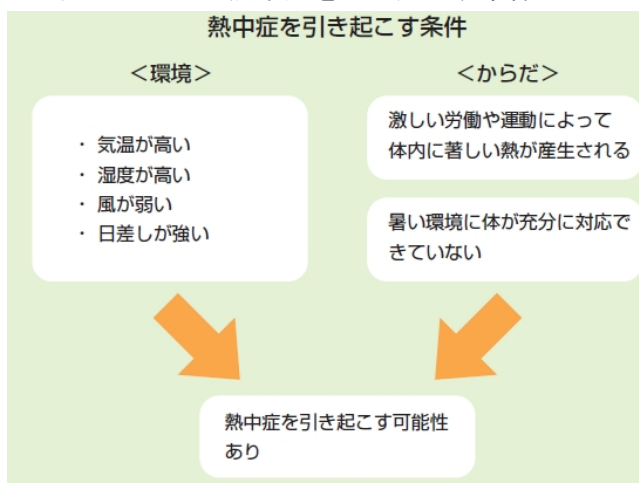 熱中症を引き起こす条件
＜環境＞
・ 気温が高い
・ 湿度が高い
・ 風が弱い
・ 日差しが強い
＜からだ＞
激しい労働や運動によって
体内に著しい熱が産生される
暑い環境に体が充分に対応で
きていない
熱中症を引き起こす可能性
あり